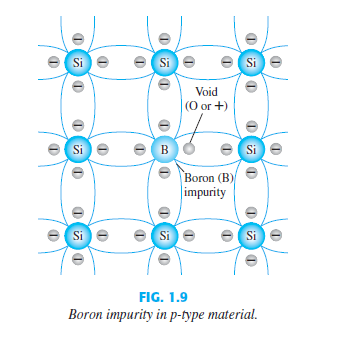 Si Si Si
Void
(O or +)
Si B Si
Boron (B)
impurity
Si Si Si
FIG. 1.9
Boron impurity in p-type material.